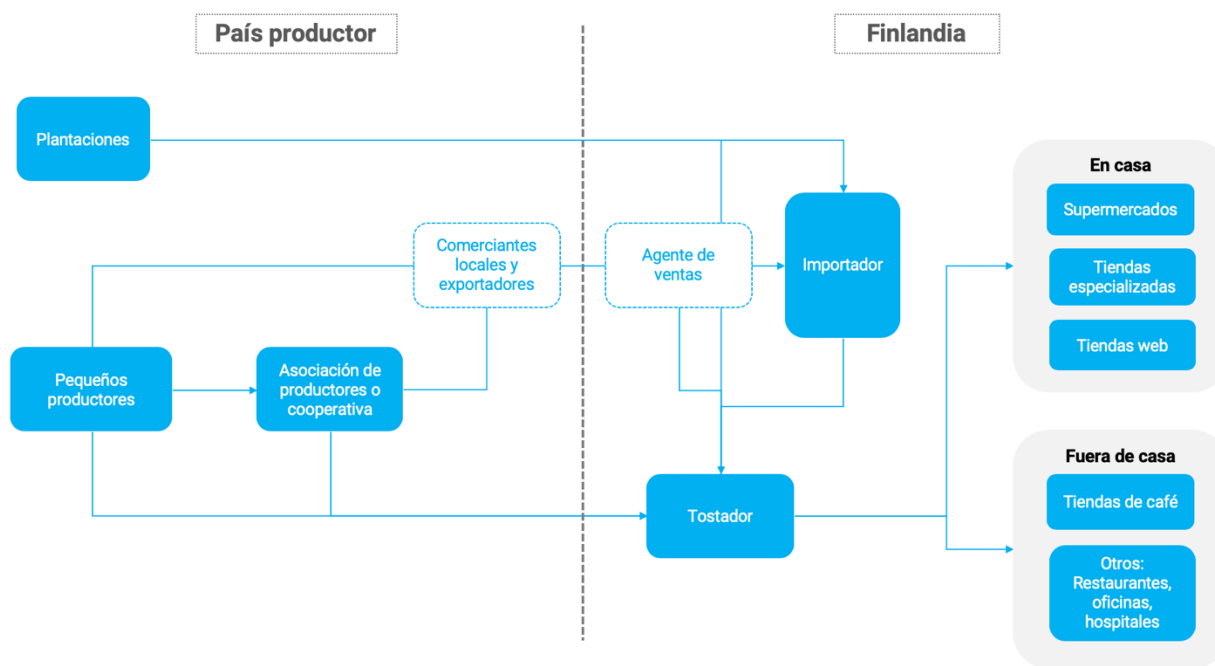 País productor
Finlandia
Plantaciones
Comerciantes
locales y
exportadores
Agente de
ventas
Importador
Pequeños
productores
Asociación de
productores o
cooperativa
Tostador
En casa
Supermercados
Tiendas
especializadas
Tiendas web
Fuera de casa
Tiendas de café
Otros:
Restaurantes,
oficinas,
hospitales